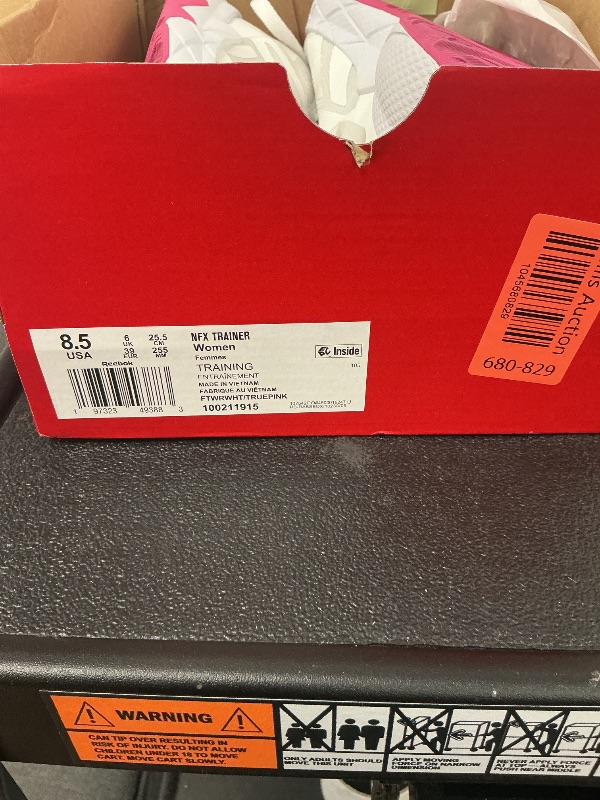 8.5
USA
6
UK
39
EUR
25.5
CM
255
MM
Reebok
1 97323 49388 3
NFX TRAINER
Women
Femmes
TRAINING
ENTRAÎNEMENT
MADE IN VIETNAM
FABRIQUE AU VIÊTNAM
FTWRWHT/TRUEPINK
100211915
Inside
Auction
1045680829
680-829
WARNING
CAN TIP OVER RESULTING IN
RISK OF INJURY. DO NOT ALLOW
CHILDREN UNDER 18 TO MOVE
CART. MOVE CART SLOWLY.
ONLY ADULTS SHOULD
MOVE THIS UNIT
APPLY MOVING
FORCE ON NARROW
DIMENSION
NEVER APPLY FORCE
AT TOP — ALWAYS
PUSH NEAR MIDDLE